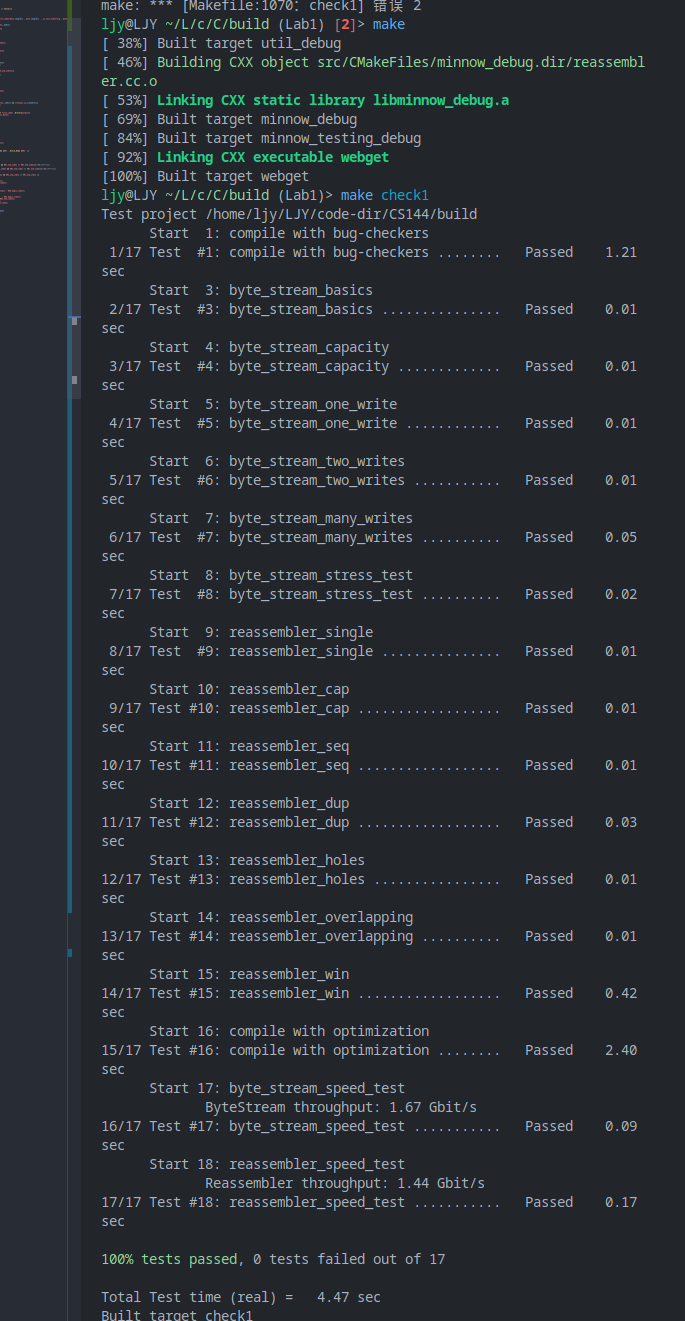 make: *** [Makefile:1070：check1] 错误 2
ljy@LJY ~/L/c/C/build (Lab1) [2]> make
[ 38%] Built target util_debug
[ 46%] Building CXX object src/CMakeFiles/minnow_debug.dir/reassembl
er.cc.o
[ 53%] Linking CXX static library libminnow_debug.a
[ 69%] Built target minnow_debug
[ 84%] Built target minnow_testing_debug
[ 92%] Linking CXX executable webget
[100%] Built target webget
ljy@LJY ~/L/c/C/build (Lab1)> make check1
Test project /home/ljy/LJY/code-dir/CS144/build
      Start  1: compile with bug-checkers
 1/17 Test  #1: compile with bug-checkers ........   Passed    1.21
sec
      Start  3: byte_stream_basics
 2/17 Test  #3: byte_stream_basics ...............   Passed    0.01
sec
      Start  4: byte_stream_capacity
 3/17 Test  #4: byte_stream_capacity .............   Passed    0.01
sec
      Start  5: byte_stream_one_write
 4/17 Test  #5: byte_stream_one_write ............   Passed    0.01
sec
      Start  6: byte_stream_two_writes
 5/17 Test  #6: byte_stream_two_writes ...........   Passed    0.01
sec
      Start  7: byte_stream_many_writes
 6/17 Test  #7: byte_stream_many_writes ..........   Passed    0.05
sec
      Start  8: byte_stream_stress_test
 7/17 Test  #8: byte_stream_stress_test ..........   Passed    0.02
sec
      Start  9: reassembler_single
 8/17 Test  #9: reassembler_single ...............   Passed    0.01
sec
      Start 10: reassembler_cap
 9/17 Test #10: reassembler_cap ..................   Passed    0.01
sec
      Start 11: reassembler_seq
10/17 Test #11: reassembler_seq ..................   Passed    0.01
sec
      Start 12: reassembler_dup
11/17 Test #12: reassembler_dup ..................   Passed    0.03
sec
      Start 13: reassembler_holes
12/17 Test #13: reassembler_holes ................   Passed    0.01
sec
      Start 14: reassembler_overlapping
13/17 Test #14: reassembler_overlapping ..........   Passed    0.01
sec
      Start 15: reassembler_win
14/17 Test #15: reassembler_win ..................   Passed    0.42
sec
      Start 16: compile with optimization
15/17 Test #16: compile with optimization ........   Passed    2.40
sec
      Start 17: byte_stream_speed_test
             ByteStream throughput: 1.67 Gbit/s
16/17 Test #17: byte_stream_speed_test ...........   Passed    0.09
sec
      Start 18: reassembler_speed_test
             Reassembler throughput: 1.44 Gbit/s
17/17 Test #18: reassembler_speed_test ...........   Passed    0.17
sec

100% tests passed, 0 tests failed out of 17

Total Test time (real) =   4.47 sec
Built target check1